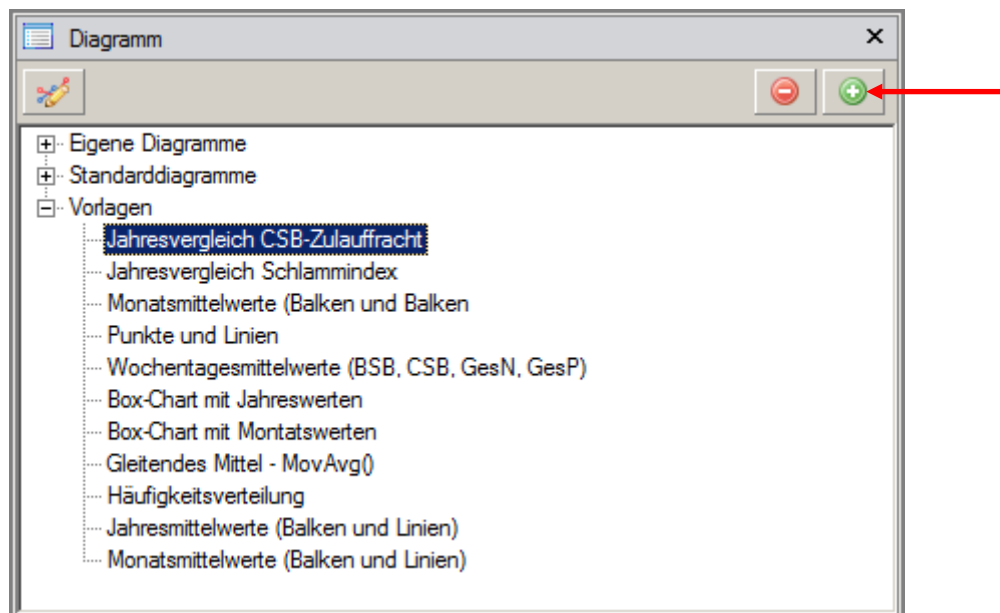 Diagramm
Eigene Diagramme
Standarddiagramme
Vorlagen
Jahresvergleich CSB-Zulauffracht
Jahresvergleich Schlammindex
Monatsmittelwerte (Balken und Balken
Punkte und Linien
Wochentagesmittelwerte (BSB, CSB, GesN, GesP)
Box-Chart mit Jahreswerten
Box-Chart mit Montatswerten
Gleitendes Mittel - MovAvg()
Häufigkeitsverteilung
Jahresmittelwerte (Balken und Linien)
Monatsmittelwerte (Balken und Linien)